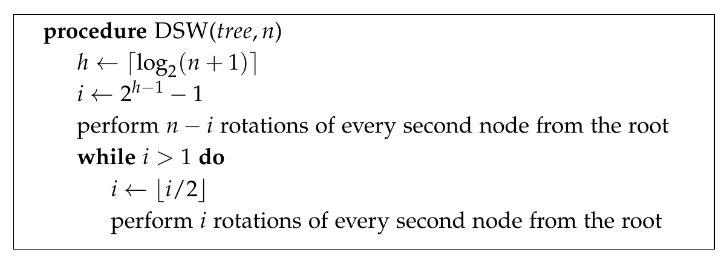 procedure DSW(tree, n)
h ← ⌈log₂(n + 1)⌉
i ← 2ʰ⁻¹ − 1
perform n − i rotations of every second node from the root
while i > 1 do
i ← ⌊i/2⌋
perform i rotations of every second node from the root